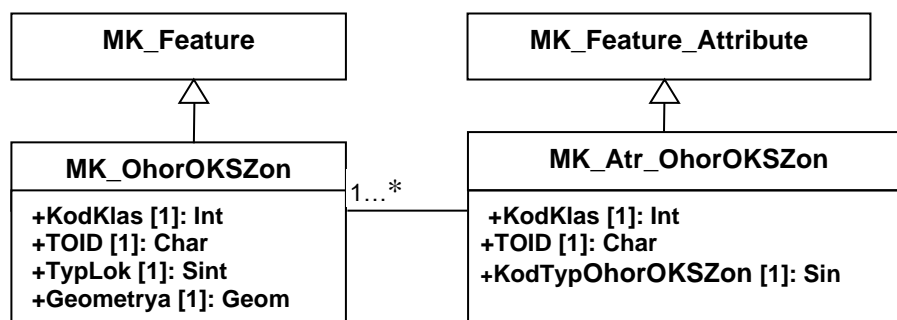 MK_Feature
MK_Feature_Attribute
MK_OhorOKSZon
+KodKlas [1]: Int
+TOID [1]: Char
+TypLok [1]: Sint
+Geometrya [1]: Geom
1...*
MK_Atr_OhorOKSZon
+KodKlas [1]: Int
+TOID [1]: Char
+KodTypOhorOKSZon [1]: Sin